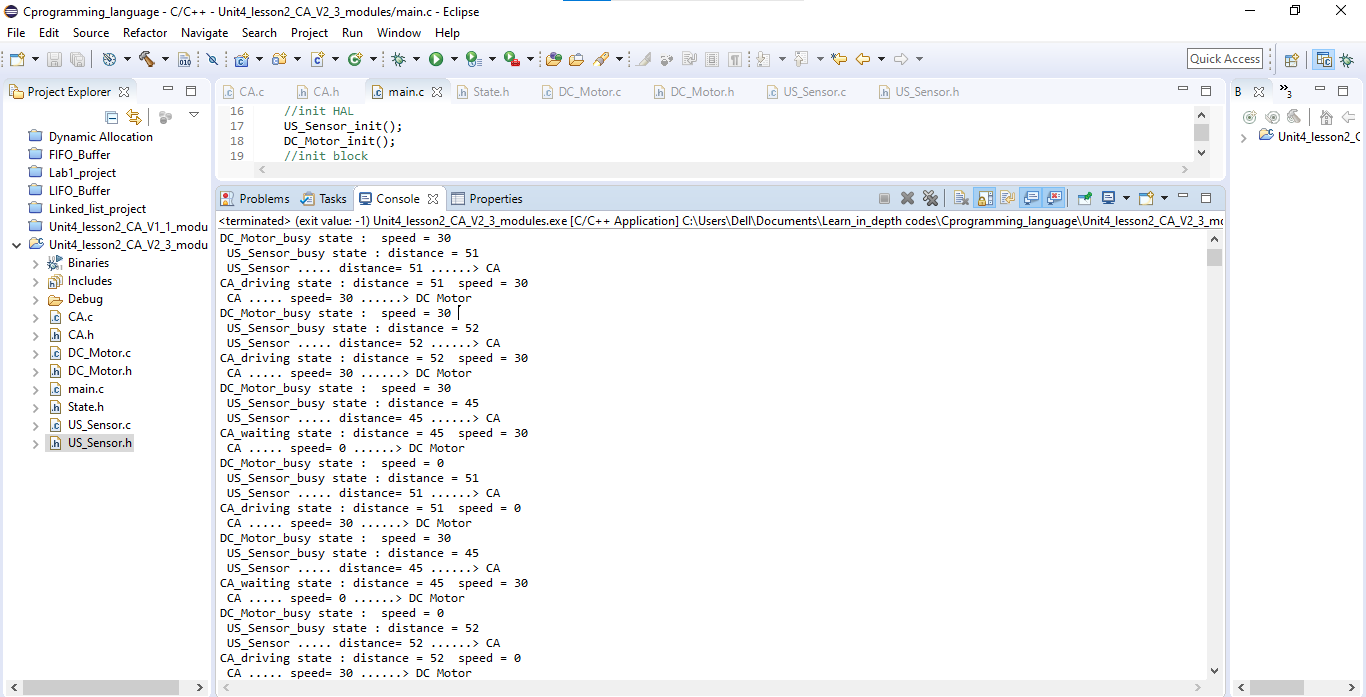 Cprogramming_language - C/C++ - Unit4_lesson2_CA_V2_3_modules/main.c - Eclipse
File Edit Source Refactor Navigate Search Project Run Window Help
Quick Access
Project Explorer
Dynamic Allocation
FIFO_Buffer
Lab1_project
LIFO_Buffer
Linked_list_project
Unit4_lesson2_CA_V1_1_modu
Unit4_lesson2_CA_V2_3_modu
Binaries
Includes
Debug
CA.c
CA.h
DC_Motor.c
DC_Motor.h
main.c
State.h
US_Sensor.c
US_Sensor.h
CA.c CA.h main.c State.h DC_Motor.c DC_Motor.h US_Sensor.c US_Sensor.h
16 //init HAL
17 US_Sensor_init();
18 DC_Motor_init();
19 //init block
Problems Tasks Console Properties
<terminated> (exit value: -1) Unit4_lesson2_CA_V2_3_modules.exe [C/C++ Application] C:\Users\Dell\Documents\Learn_in_depth codes\Cprogramming_language\Unit4_lesson2_CA_V2_3_mo
DC_Motor_busy state :  speed = 30
 US_Sensor_busy state : distance = 51
 US_Sensor ..... distance= 51 ......> CA
CA_driving state : distance = 51  speed = 30
 CA ..... speed= 30 ......> DC Motor
DC_Motor_busy state :  speed = 30
 US_Sensor_busy state : distance = 52
 US_Sensor ..... distance= 52 ......> CA
CA_driving state : distance = 52  speed = 30
 CA ..... speed= 30 ......> DC Motor
DC_Motor_busy state :  speed = 30
 US_Sensor_busy state : distance = 45
 US_Sensor ..... distance= 45 ......> CA
CA_waiting state : distance = 45  speed = 30
 CA ..... speed= 0 ......> DC Motor
DC_Motor_busy state :  speed = 0
 US_Sensor_busy state : distance = 51
 US_Sensor ..... distance= 51 ......> CA
CA_driving state : distance = 51  speed = 0
 CA ..... speed= 30 ......> DC Motor
DC_Motor_busy state :  speed = 30
 US_Sensor_busy state : distance = 45
 US_Sensor ..... distance= 45 ......> CA
CA_waiting state : distance = 45  speed = 30
 CA ..... speed= 0 ......> DC Motor
DC_Motor_busy state :  speed = 0
 US_Sensor_busy state : distance = 52
 US_Sensor ..... distance= 52 ......> CA
CA_driving state : distance = 52  speed = 0
 CA ..... speed= 30 ......> DC Motor
B
3
Unit4_lesson2_C